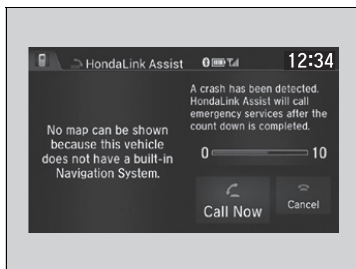 HondaLink Assist
12:34
A crash has been detected.
HondaLink Assist will call
emergency services after the
count down is completed.
No map can be shown
because this vehicle
does not have a built-in
Navigation System.
0 10
Call Now
Cancel